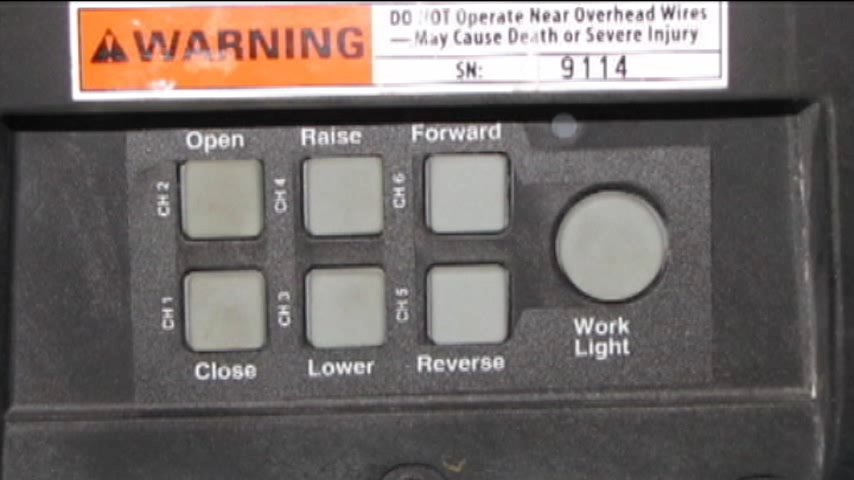 WARNING
DO NOT Operate Near Overhead Wires
—May Cause Death or Severe Injury
SN: 9114
Open Raise Forward
CH 2 CH 4 CH 6
CH 1 CH 3 CH 5
Close Lower Reverse
Work
Light